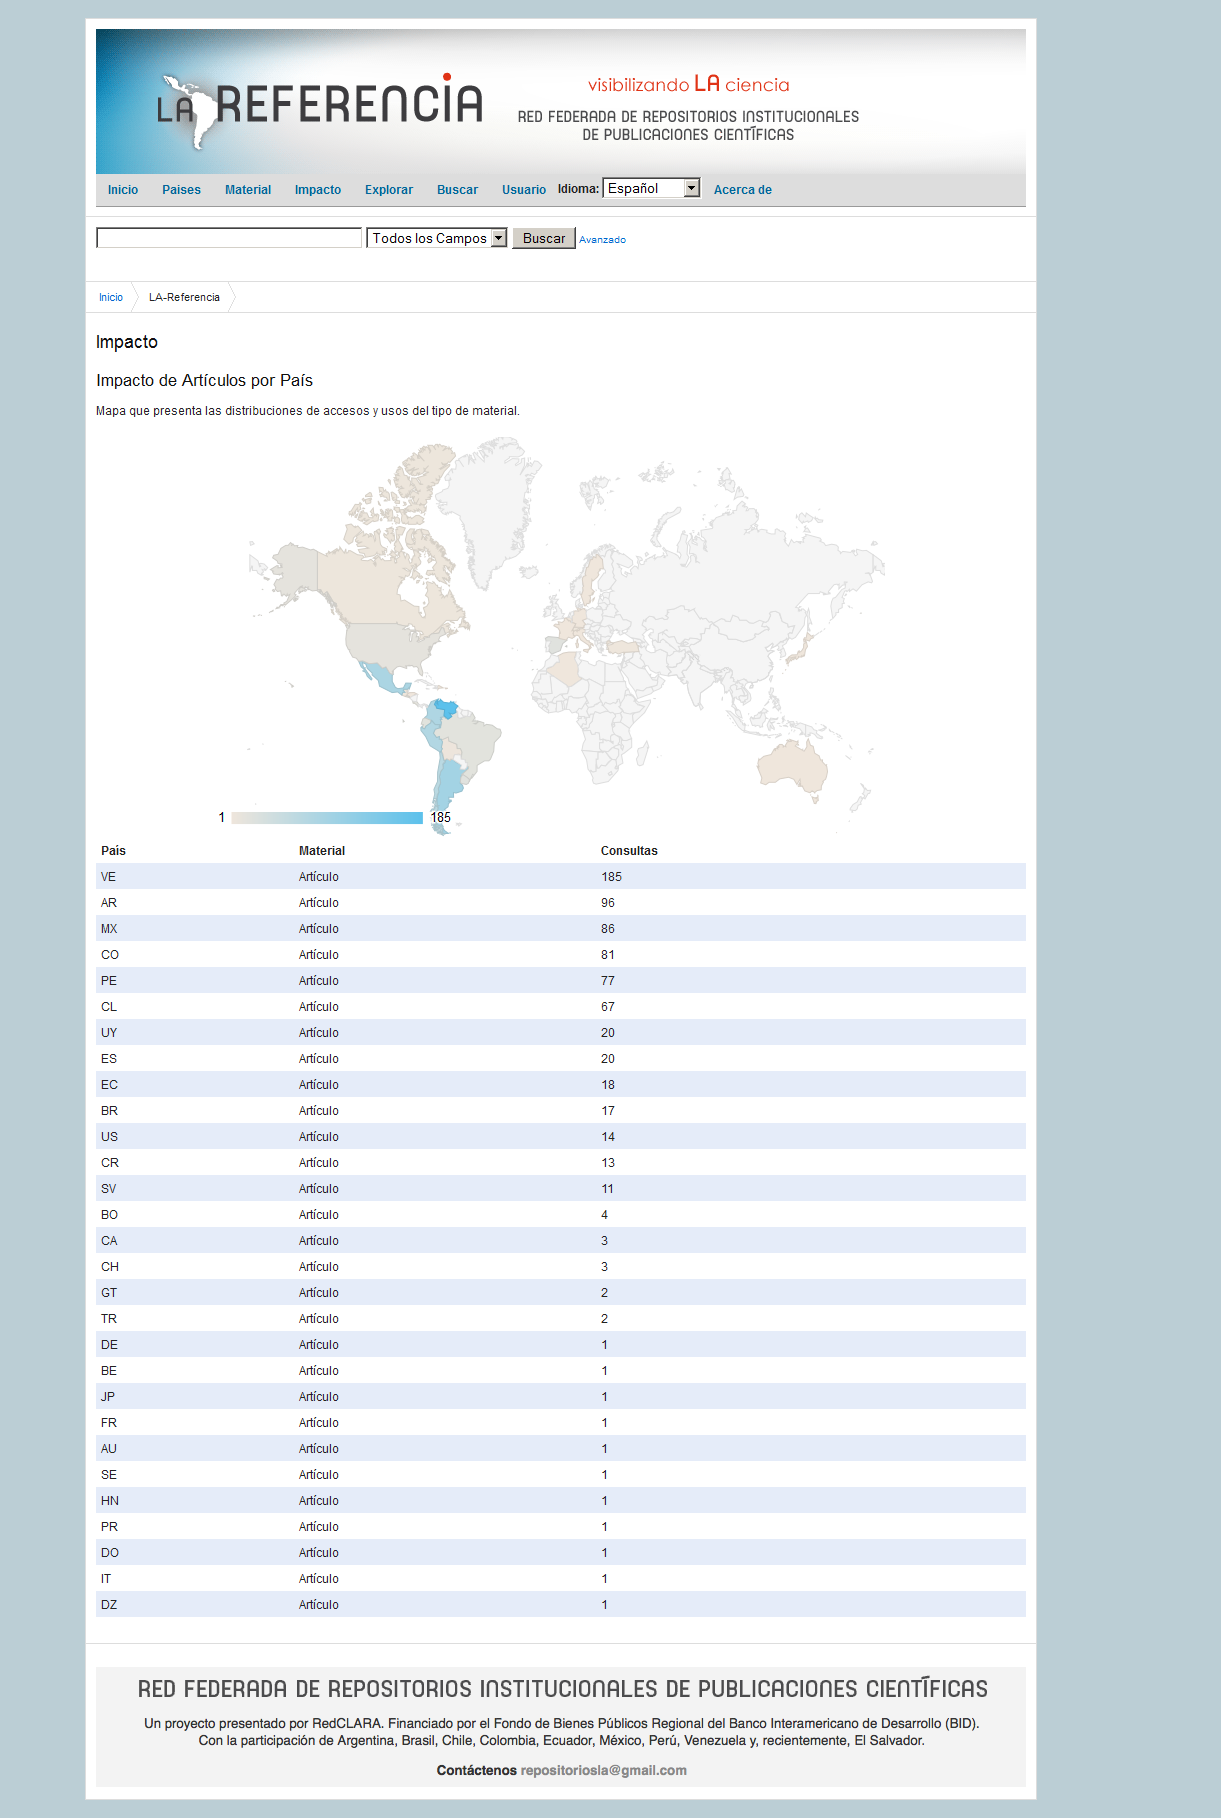 LA REFERENCIA
visibilizando LA ciencia
RED FEDERADA DE REPOSITORIOS INSTITUCIONALES
DE PUBLICACIONES CIENTÍFICAS
Inicio Paises Material Impacto Explorar Buscar Usuario Idioma: Español Acerca de
Todos los Campos Buscar Avanzado
Inicio LA-Referencia
Impacto
Impacto de Artículos por País
Mapa que presenta las distribuciones de accesos y usos del tipo de material.
1 185
País Material Consultas
VE Artículo 185
AR Artículo 96
MX Artículo 86
CO Artículo 81
PE Artículo 77
CL Artículo 67
UY Artículo 20
ES Artículo 20
EC Artículo 18
BR Artículo 17
US Artículo 14
CR Artículo 13
SV Artículo 11
BO Artículo 4
CA Artículo 3
CH Artículo 3
GT Artículo 2
TR Artículo 2
DE Artículo 1
BE Artículo 1
JP Artículo 1
FR Artículo 1
AU Artículo 1
SE Artículo 1
HN Artículo 1
PR Artículo 1
DO Artículo 1
IT Artículo 1
DZ Artículo 1
RED FEDERADA DE REPOSITORIOS INSTITUCIONALES DE PUBLICACIONES CIENTÍFICAS
Un proyecto presentado por RedCLARA. Financiado por el Fondo de Bienes Públicos Regional del Banco Interamericano de Desarrollo (BID).
Con la participación de Argentina, Brasil, Chile, Colombia, Ecuador, México, Perú, Venezuela y, recientemente, El Salvador.
Contáctenos repositoriosla@gmail.com